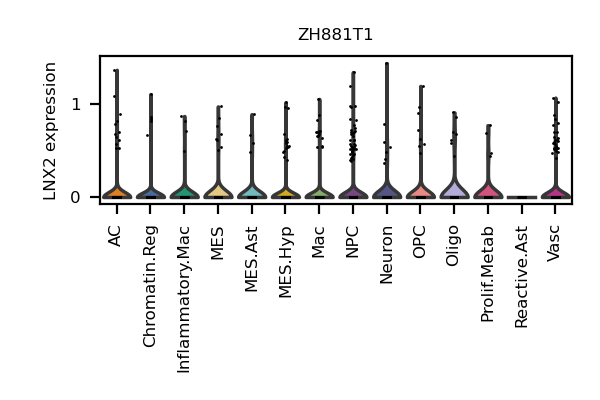 ZH881T1
LNX2 expression
1
0
AC
Chromatin.Reg
Inflammatory.Mac
MES
MES.Ast
MES.Hyp
Mac
NPC
Neuron
OPC
Oligo
Prolif.Metab
Reactive.Ast
Vasc